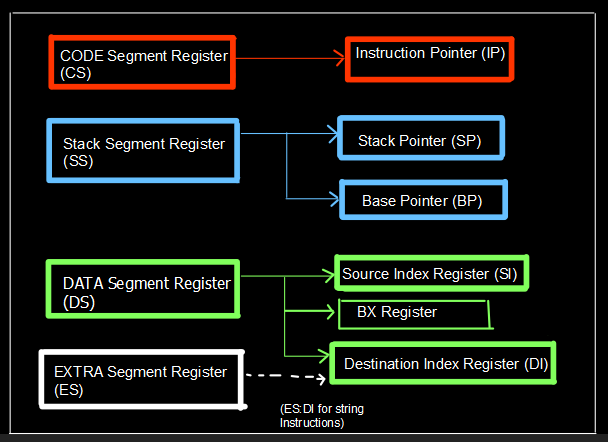 CODE Segment Register
(CS)
Instruction Pointer (IP)
Stack Segment Register
(SS)
Stack Pointer (SP)
Base Pointer (BP)
DATA Segment Register
(DS)
Source Index Register (SI)
BX Register
Destination Index Register (DI)
EXTRA Segment Register
(ES)
(ES:DI for string
Instructions)